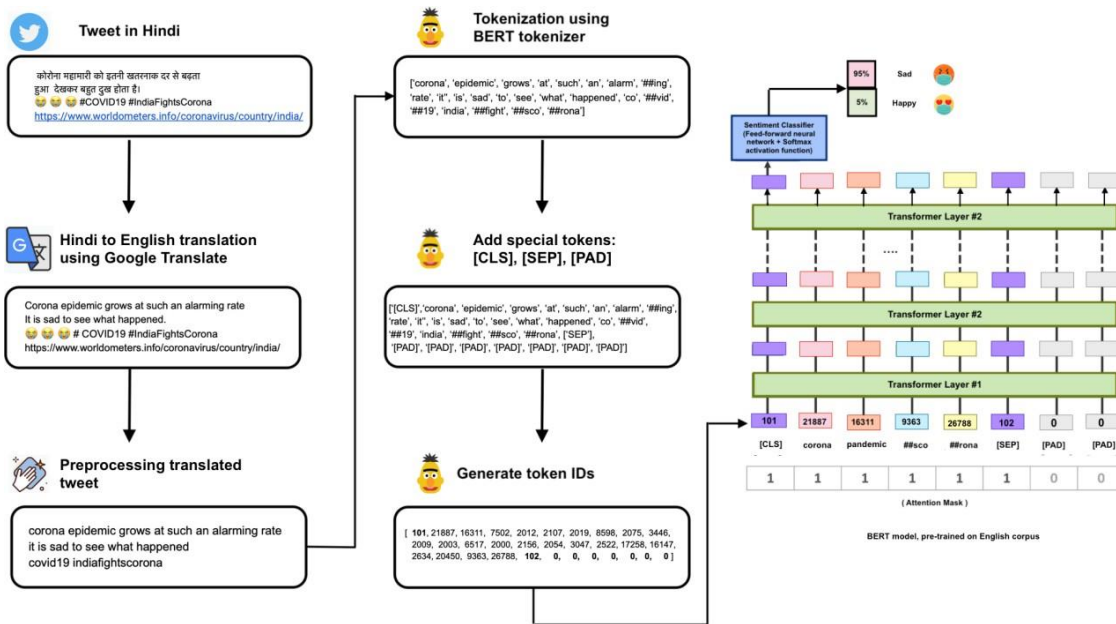 Tweet in Hindi
कोरोना महामारी को इतनी खतरनाक दर से बढ़ता
हुआ देखकर बहुत दुख होता है।
😭 😭 😭 #COVID19 #IndiaFightsCorona
https://www.worldometers.info/coronavirus/country/india/
Hindi to English translation
using Google Translate
Corona epidemic grows at such an alarming rate
It is sad to see what happened.
😭 😭 😭 # COVID19 #IndiaFightsCorona
https://www.worldometers.info/coronavirus/country/india/
Preprocessing translated
tweet
corona epidemic grows at such an alarming rate
it is sad to see what happened
covid19 indiafightscorona
Tokenization using
BERT tokenizer
['corona', 'epidemic', 'grows', 'at', 'such', 'an', 'alarm', '##ing',
'rate', 'it", 'is', 'sad', 'to', 'see', 'what', 'happened', 'co', '##vid',
'##19', 'india', '##fight', '##sco', '##rona']
Add special tokens:
[CLS], [SEP], [PAD]
['[CLS]','corona', 'epidemic', 'grows', 'at', 'such', 'an', 'alarm', '##ing',
'rate', 'it", 'is', 'sad', 'to', 'see', 'what', 'happened', 'co', '##vid',
'##19', 'india', '##fight', '##sco', '##rona', ['SEP'],
'[PAD]', '[PAD]', '[PAD]', '[PAD]', '[PAD]', '[PAD]', '[PAD]']
Generate token IDs
[ 101, 21887, 16311, 7502, 2012, 2107, 2019, 8598, 2075, 3446,
2009, 2003, 6517, 2000, 2156, 2054, 3047, 2522, 17258, 16147,
2634, 20450, 9363, 26788, 102, 0, 0, 0, 0, 0, 0, 0 ]
95% Sad
5% Happy
Sentiment Classifier
(Feed-forward neural
network + Softmax
activation function)
Transformer Layer #2
....
Transformer Layer #2
Transformer Layer #1
101 21887 16311 9363 26788 102 0 0
[CLS] corona pandemic ##sco ##rona [SEP] [PAD] [PAD]
1 1 1 1 1 1 0 0
( Attention Mask )
BERT model, pre-trained on English corpus